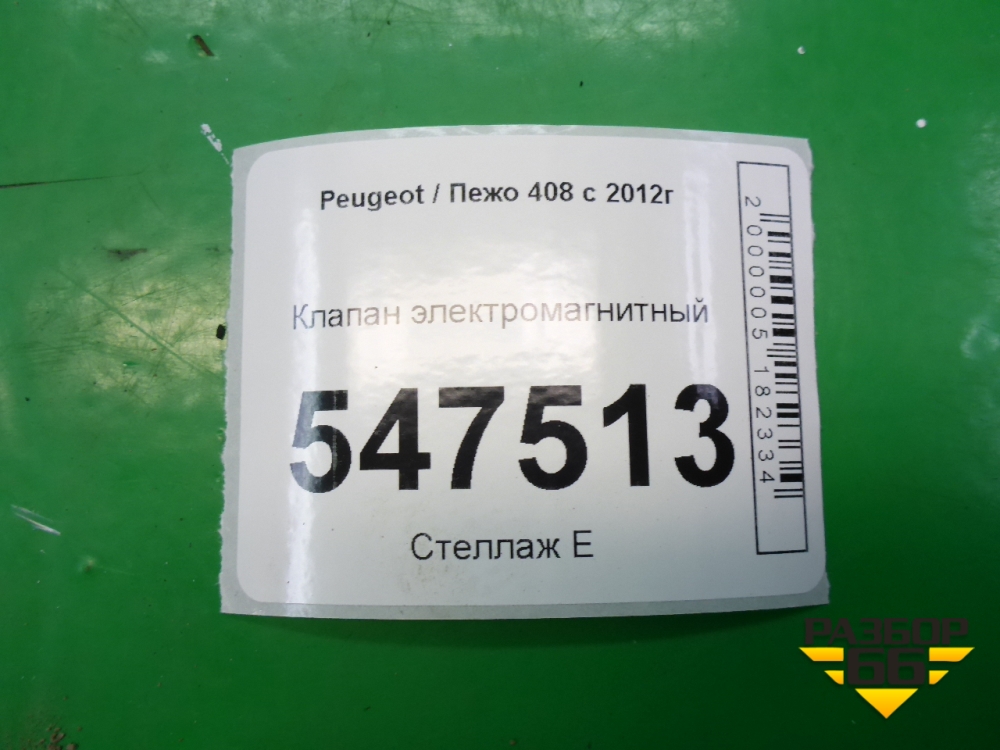 Peugeot / Пежо 408 с 2012г
Клапан электромагнитный
547513
Стеллаж Е
2000005182334
РАЗБОР
66